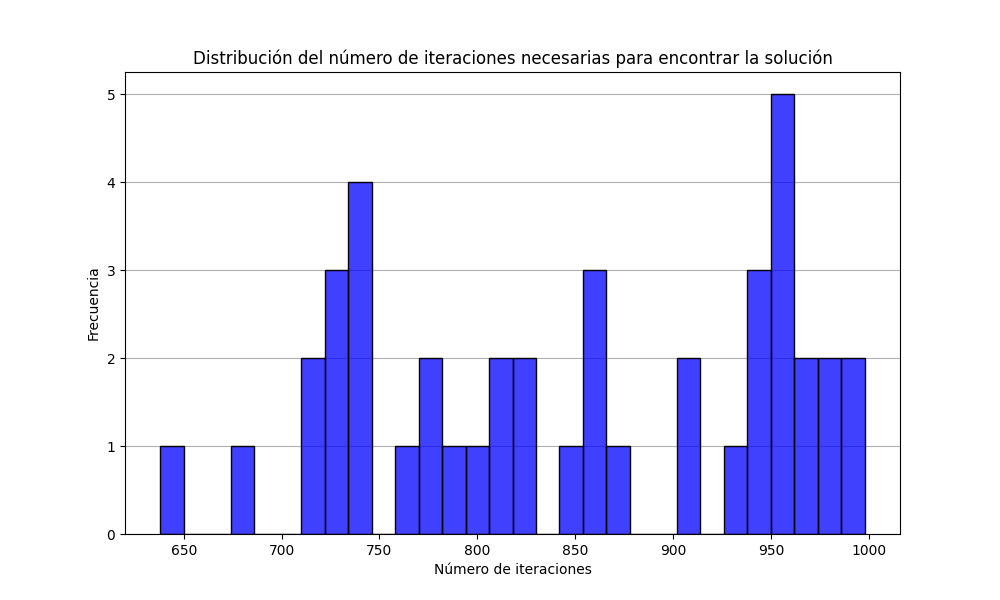 Distribución del número de iteraciones necesarias para encontrar la solución
5
4
3
2
1
0
Frecuencia
650 700 750 800 850 900 950 1000
Número de iteraciones